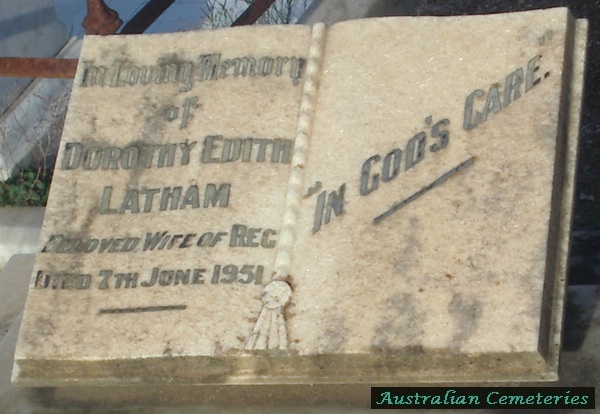 In Loving Memory
of
DOROTHY EDITH
LATHAM
BELOVED WIFE OF REG
DIED 7TH JUNE 1951
"IN GOD'S CARE."
Australian Cemeteries